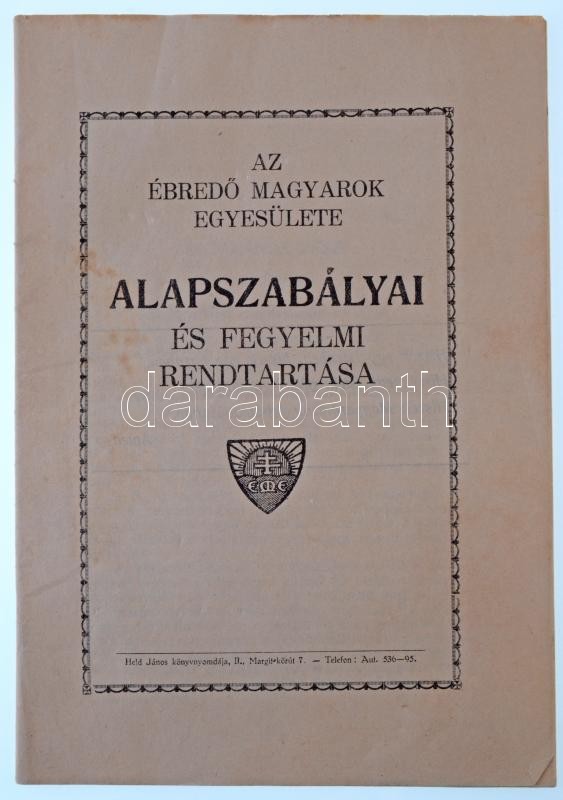 AZ
ÉBREDŐ MAGYAROK
EGYESÜLETE
ALAPSZABÁLYAI
ÉS FEGYELMI
RENDTARTÁSA
darabanth
EME
Held János könyvnyomdája, II., Margit-körút 7. — Telefon: Aut. 536—95.